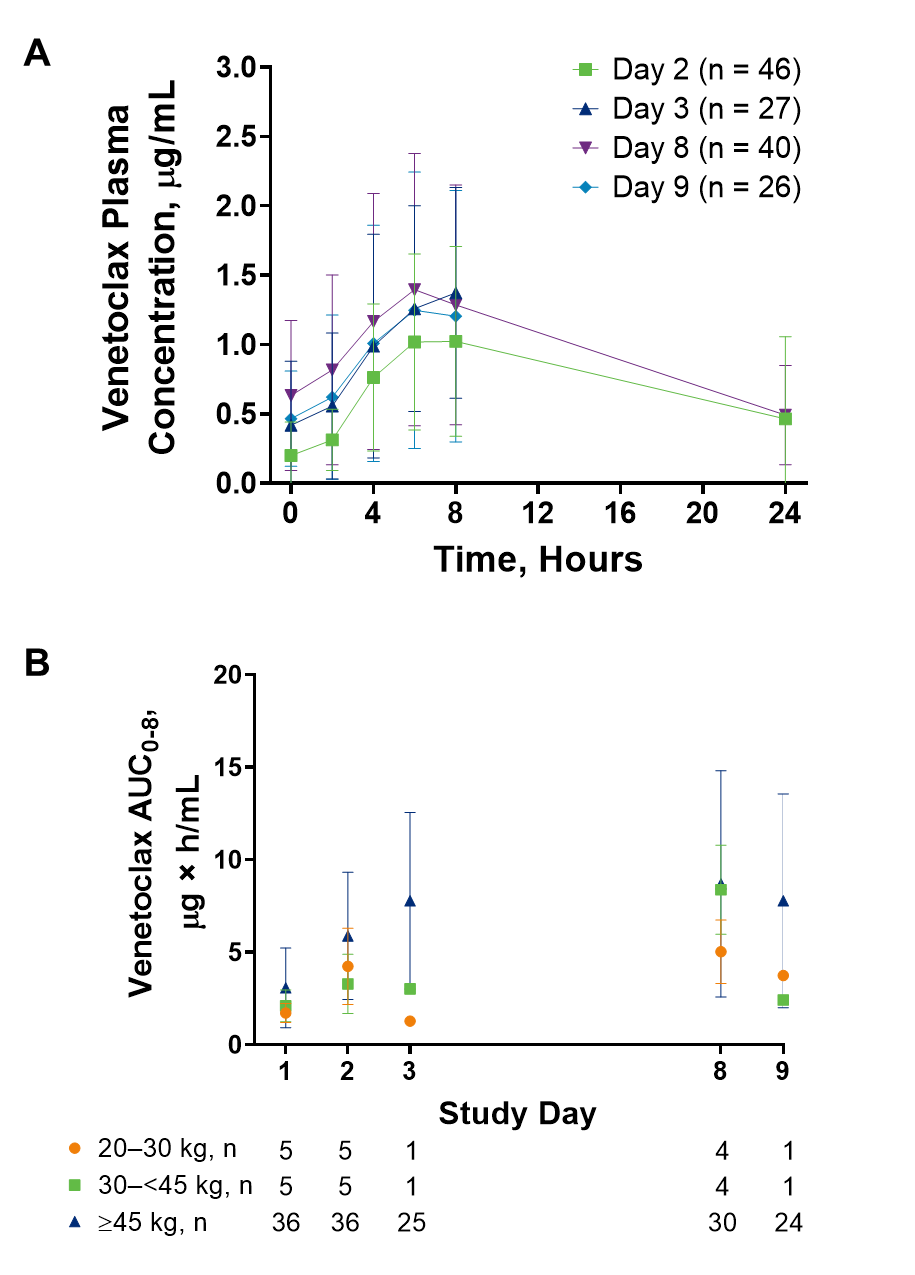 A
Venetoclax Plasma
Concentration, μg/mL
3.0
2.5
2.0
1.5
1.0
0.5
0.0
0 4 8 12 16 20 24
Time, Hours
Day 2 (n = 46)
Day 3 (n = 27)
Day 8 (n = 40)
Day 9 (n = 26)
B
Venetoclax AUC0-8,
μg × h/mL
20
15
10
5
0
1 2 3 8 9
Study Day
20–30 kg, n 5 5 1 4 1
30–<45 kg, n 5 5 1 4 1
≥45 kg, n 36 36 25 30 24